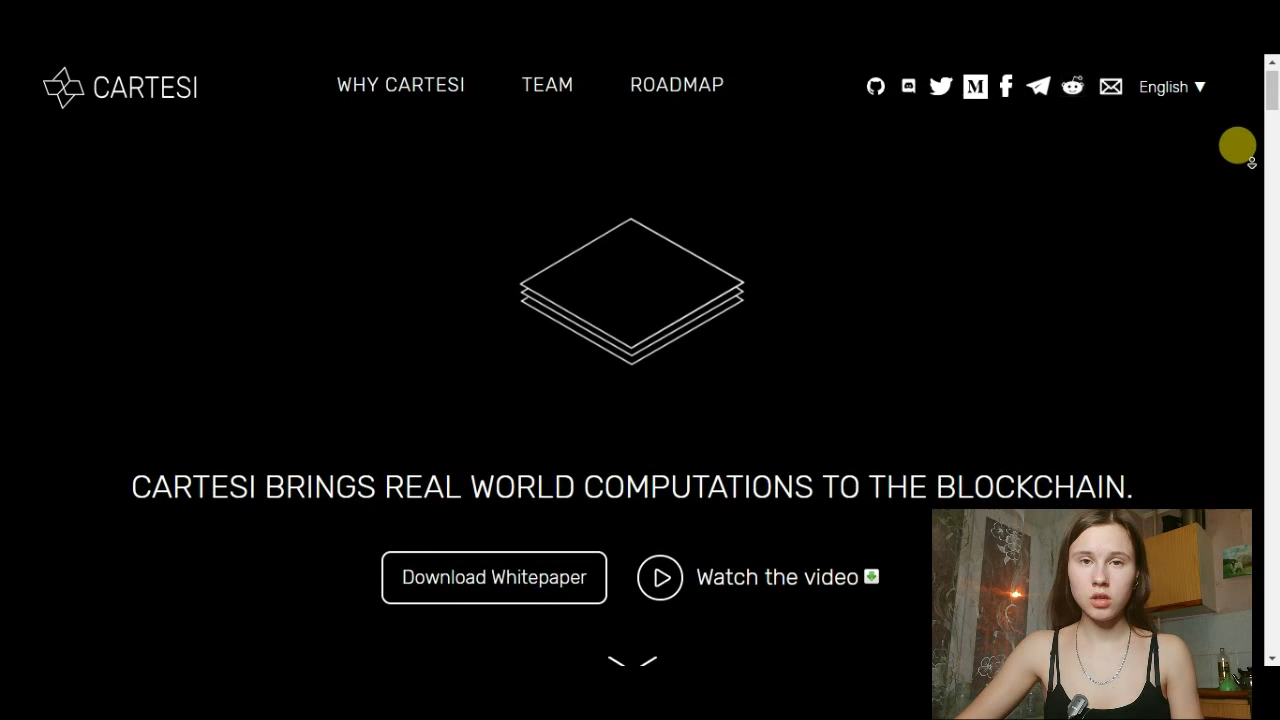 CARTESI
WHY CARTESI
TEAM
ROADMAP
M
English ▼
CARTESI BRINGS REAL WORLD COMPUTATIONS TO THE BLOCKCHAIN.
Download Whitepaper
Watch the video